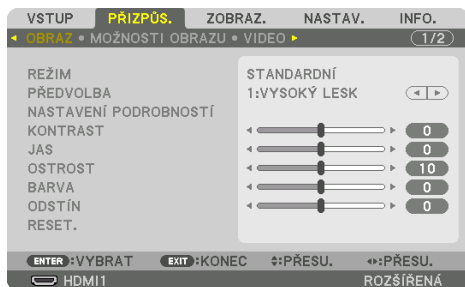 VSTUP PŘIZPŮS. ZOBRAZ. NASTAV. INFO.
OBRAZ • MOŽNOSTI OBRAZU • VIDEO 1/2
REŽIM STANDARDNÍ
PŘEDVOLBA 1:VYSOKÝ LESK
NASTAVENÍ PODROBNOSTÍ
KONTRAST 0
JAS 0
OSTROST 10
BARVA 0
ODSTÍN 0
RESET.
ENTER :VYBRAT EXIT :KONEC :PŘESU. :PŘESU.
HDMI1 ROZŠÍŘENÁ